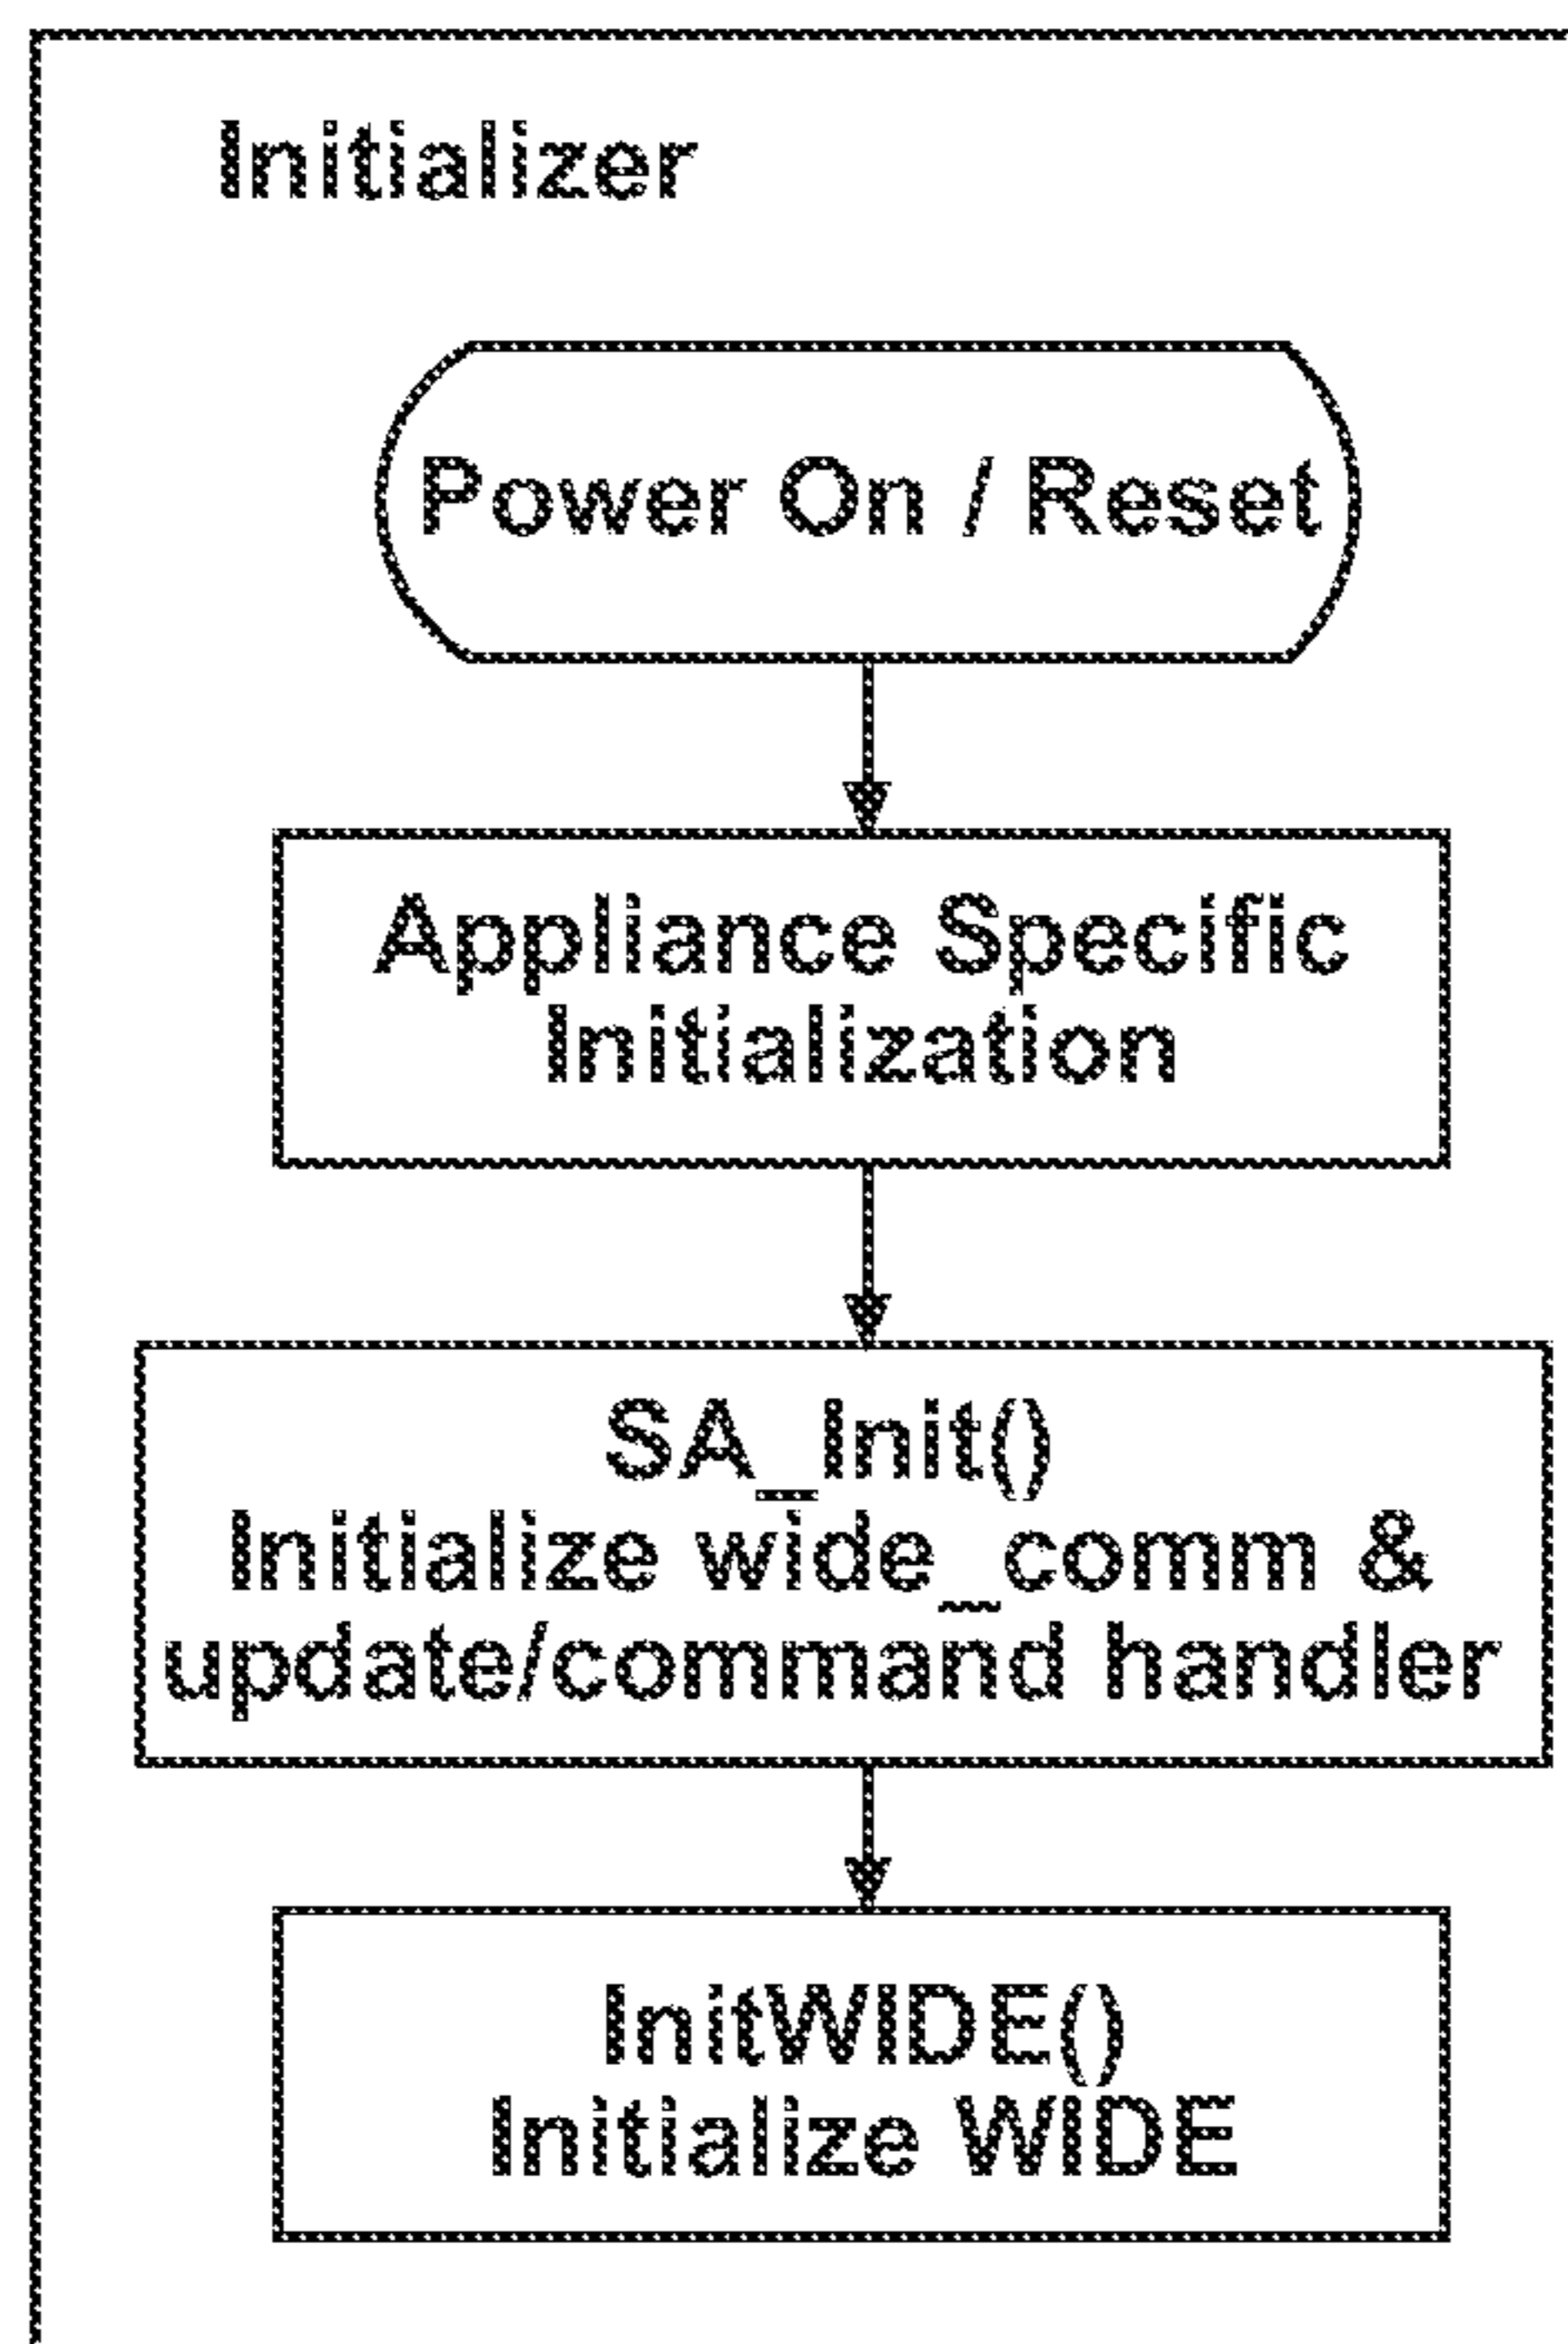 Initializer
Power On / Reset
Appliance Specific
Initialization
SA_Init()
Initialize wide_comm &
update/command handler
InitWIDE()
Initialize WIDE